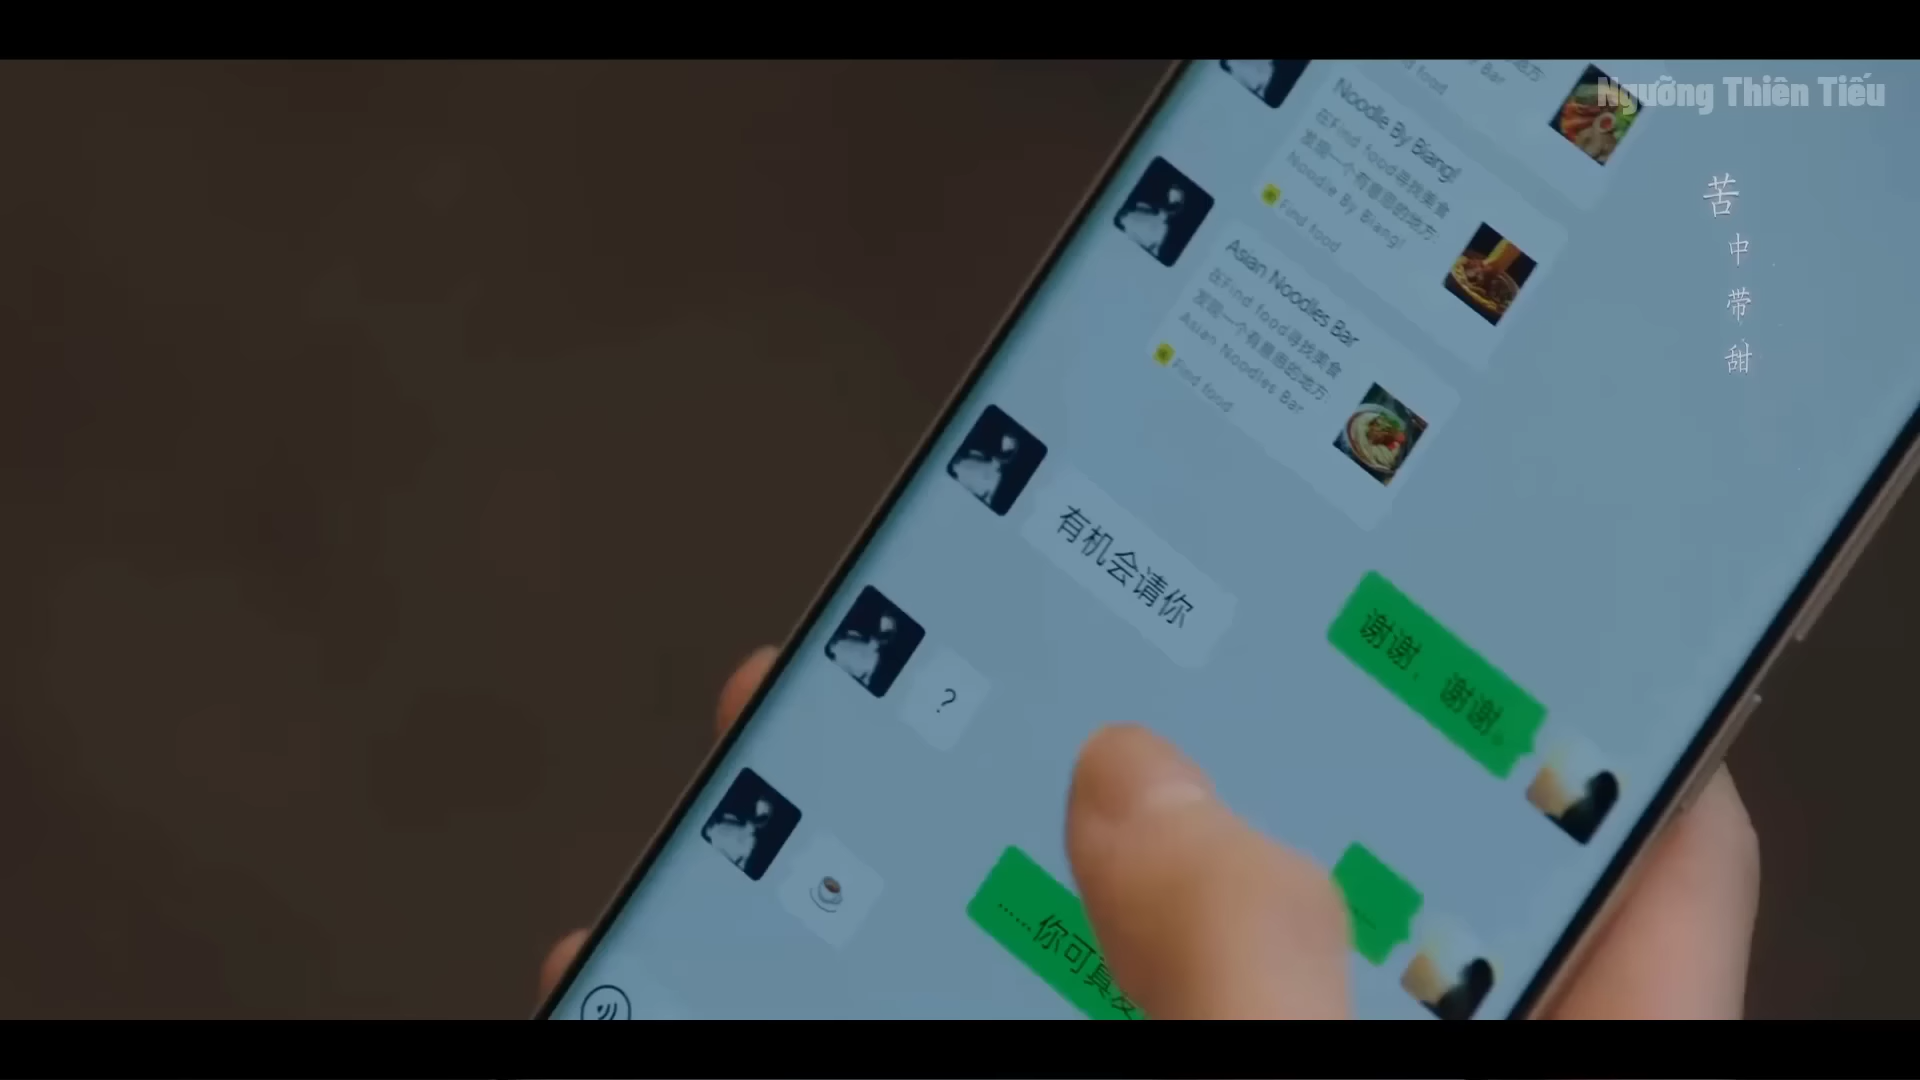 Ngưỡng Thiên Tiếu
苦
中
带
甜
d food
Noodle By Biang!
在Find food寻找美食
发现一个有意思的地方:
Noodle By Biang!
Find food
Asian Noodles Bar
在Find food寻找美食
发现一个有意思的地方:
Asian Noodles Bar
Find food
有机会请你
谢谢，谢谢。
?
……你可真